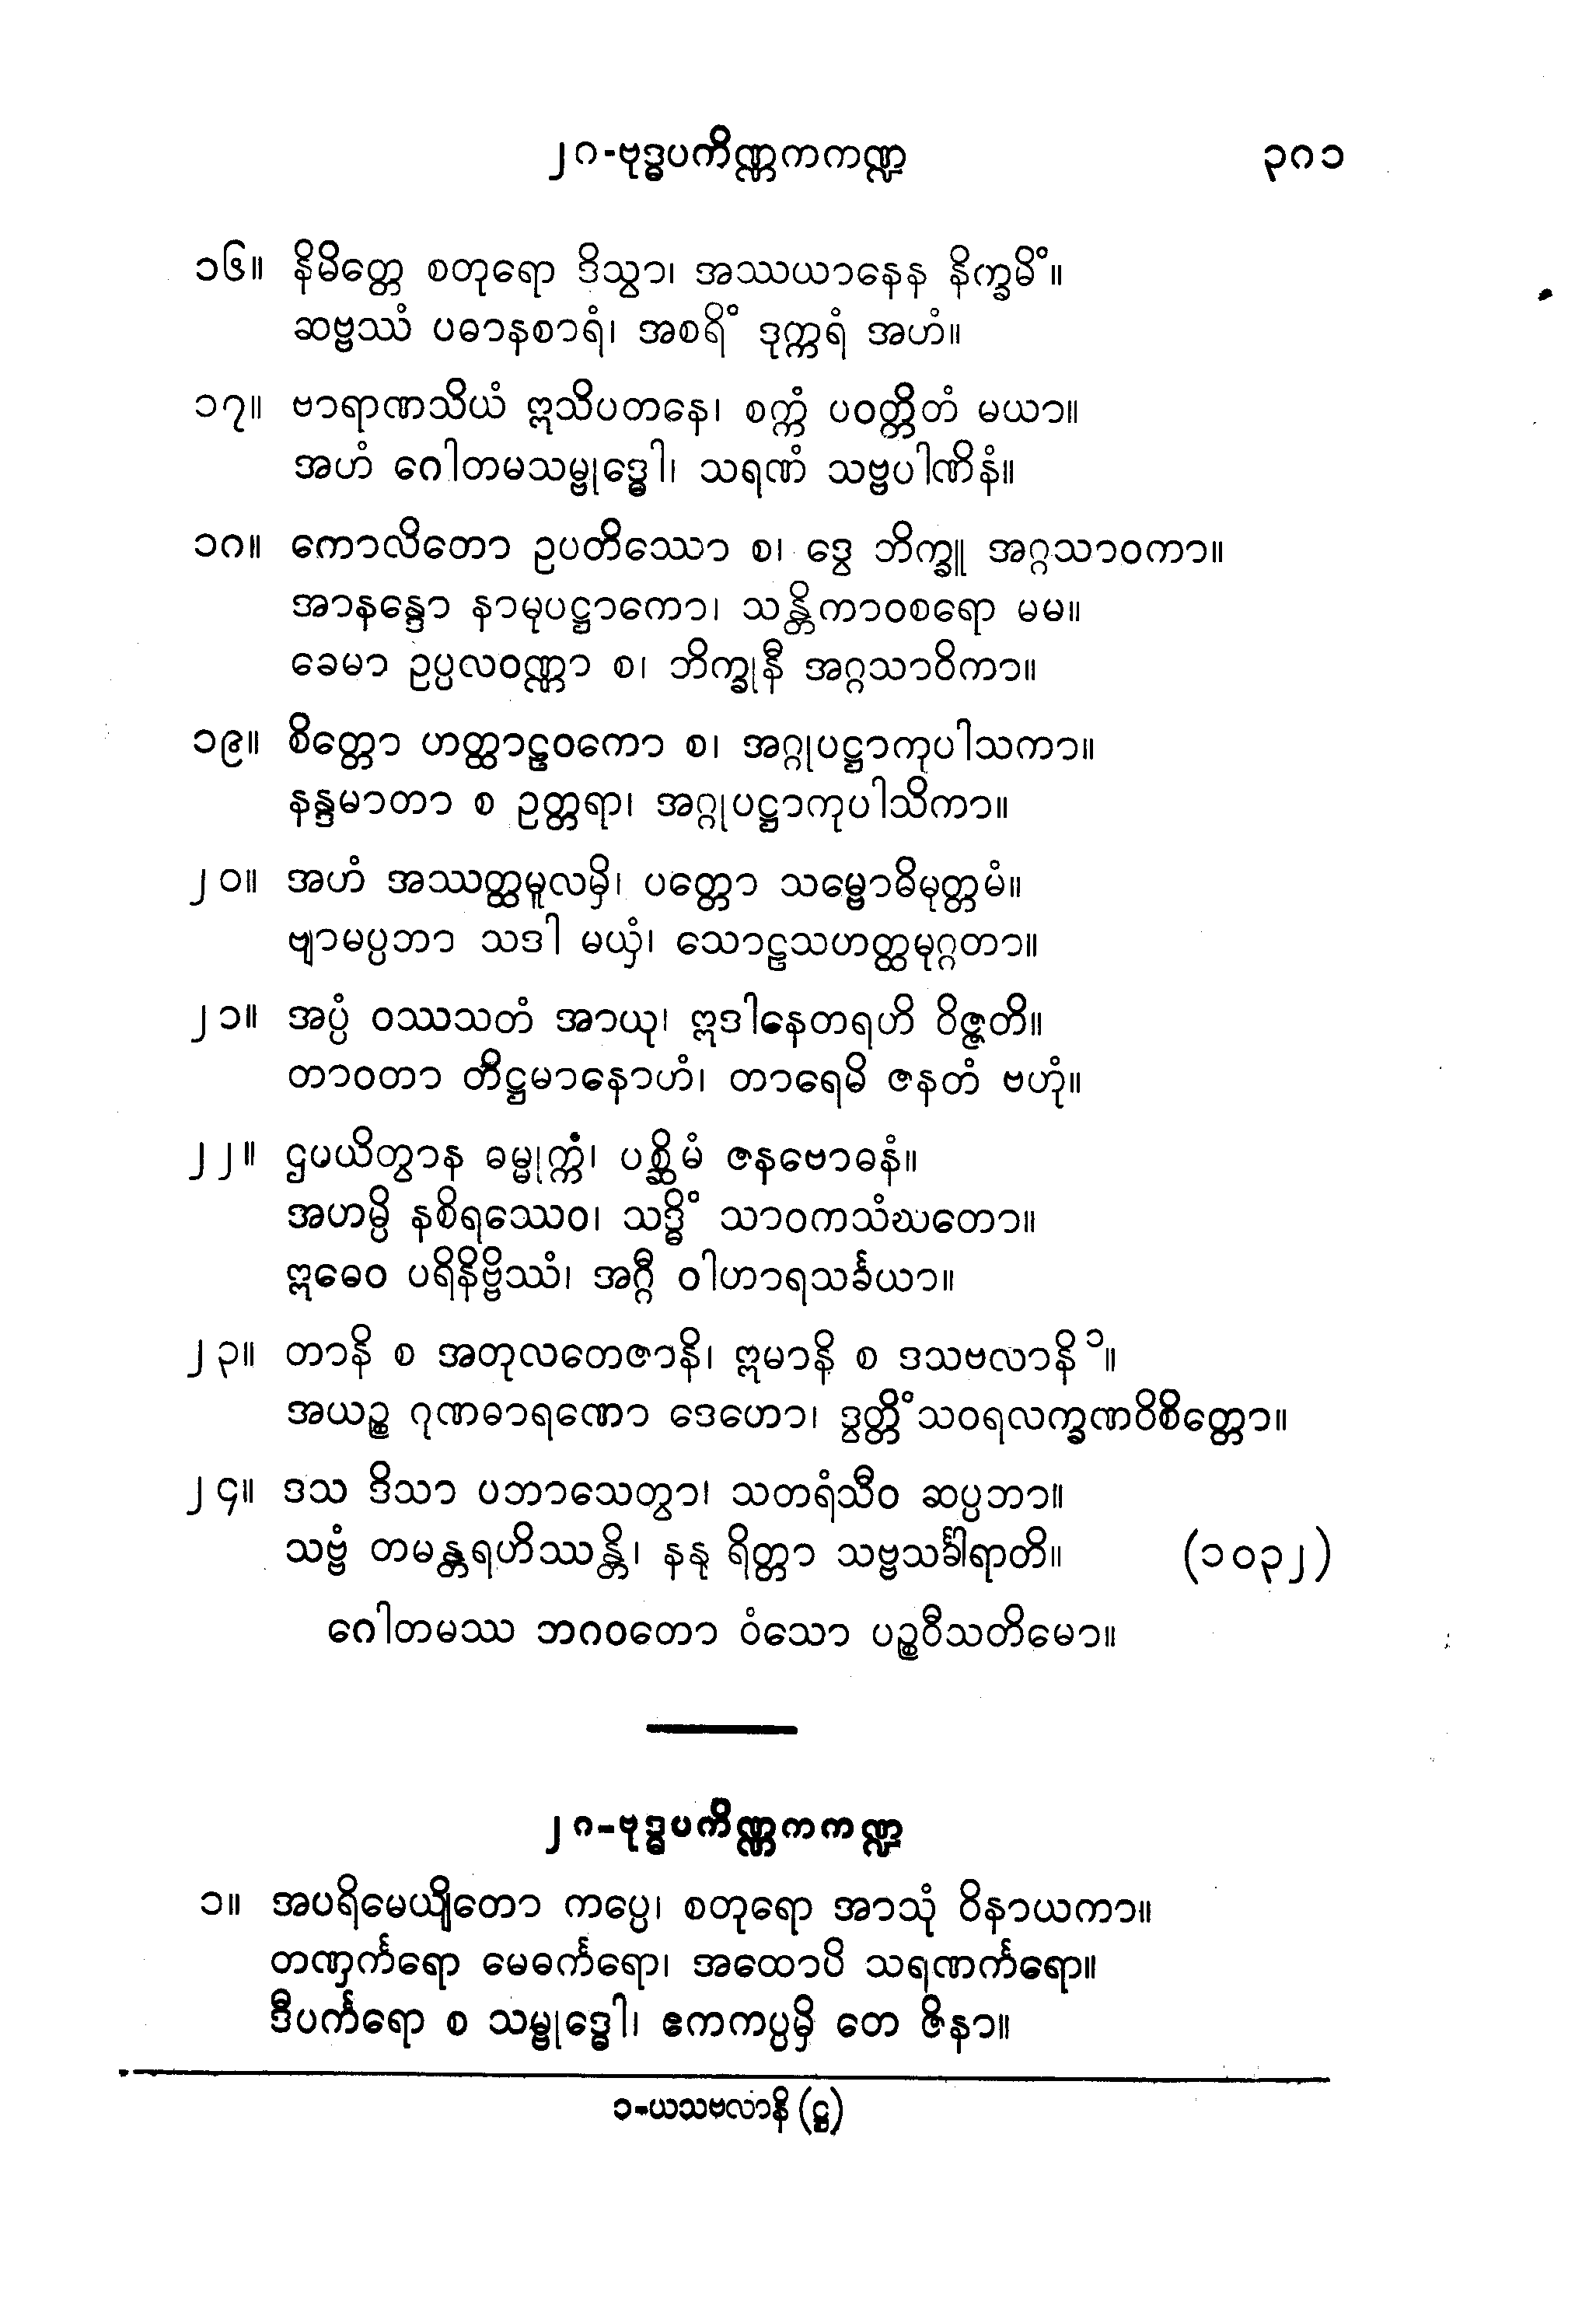 ၂၈-ဗုဒ္ဓပကိဏ္ဏကကဏ္ဍ ၃၈၁
၁၆။ နိမိတ္တေ စတုရော ဒိသွာ၊ အဿယာနေန နိက္ခမိံ။
ဆဗ္ဗဿံ ပဓာနစာရံ၊ အစရိံ ဒုက္ကရံ အဟံ။
၁၇။ ဗာရာဏသိယံ ဣသိပတနေ၊ စက္ကံ ပဝတ္တိတံ မယာ။
အဟံ ဂေါတမသမ္ဗုဒ္ဓေါ၊ သရဏံ သဗ္ဗပါဏိနံ။
၁၈။ ကောလိတော ဥပတိဿော စ၊ ဒွေ ဘိက္ခူ အဂ္ဂသာဝကာ။
အာနန္ဒော နာမုပဋ္ဌာကော၊ သန္တိကာဝစရော မမ။
ခေမာ ဥပ္ပလဝဏ္ဏာ စ၊ ဘိက္ခုနီ အဂ္ဂသာဝိကာ။
၁၉။ စိတ္တော ဟတ္ထာဠဝကော စ၊ အဂ္ဂုပဋ္ဌာကုပါသကာ။
နန္ဒမာတာ စ ဥတ္တရာ၊ အဂ္ဂုပဋ္ဌာကုပါသိကာ။
၂၀။ အဟံ အဿတ္ထမူလမှိ၊ ပတ္တော သမ္ဗောဓိမုတ္တမံ။
ဗျာမပ္ပဘာ သဒါ မယှံ၊ သောဠသဟတ္ထမုဂ္ဂတာ။
၂၁။ အပ္ပံ ဝဿသတံ အာယု၊ ဣဒါနေတရဟိ ဝိဇ္ဇတိ။
တာဝတာ တိဋ္ဌမာနောဟံ၊ တာရေမိ ဇနတံ ဗဟုံ။
၂၂။ ဌပယိတွာန ဓမ္မုက္ကံ၊ ပစ္ဆိမံ ဇနဗောဓနံ။
အဟမ္ပိ နစိရဿေဝ၊ သဒ္ဓိံ သာဝကသံဃတော။
ဣဓေဝ ပရိနိဗ္ဗိဿံ၊ အဂ္ဂီ ဝါဟာရသင်္ခယာ။
၂၃။ တာနိ စ အတုလတေဇာနိ၊ ဣမာနိ စ ဒသဗလာနိ ၁။
အယဉ္စ ဂုဏဓာရဏော ဒေဟော၊ ဒွတ္တိံသဝရလက္ခဏဝိစိတ္တော။
၂၄။ ဒသ ဒိသာ ပဘာသေတွာ၊ သတရံသီဝ ဆပ္ပဘာ။
သဗ္ဗံ တမန္တရဟိဿန္တိ၊ နနု ရိတ္တာ သဗ္ဗသင်္ခါရာတိ။ (၁၀၃၂)
ဂေါတမဿ ဘဂဝတော ဝံသော ပဉ္စဝီသတိမော။
၂၈-ဗုဒ္ဓပကိဏ္ဏကကဏ္ဍ
၁။ အပရိမေယျိတော ကပ္ပေ၊ စတုရော အာသုံ ဝိနာယကာ။
တဏှင်္ကရော မေဓင်္ကရော၊ အထောပိ သရဏင်္ကရော။
ဒီပင်္ကရော စ သမ္ဗုဒ္ဓေါ၊ ဧကကပ္ပမှိ တေ ဇိနာ။
၁-ယသဗလာနိ (ဋ္ဌ)